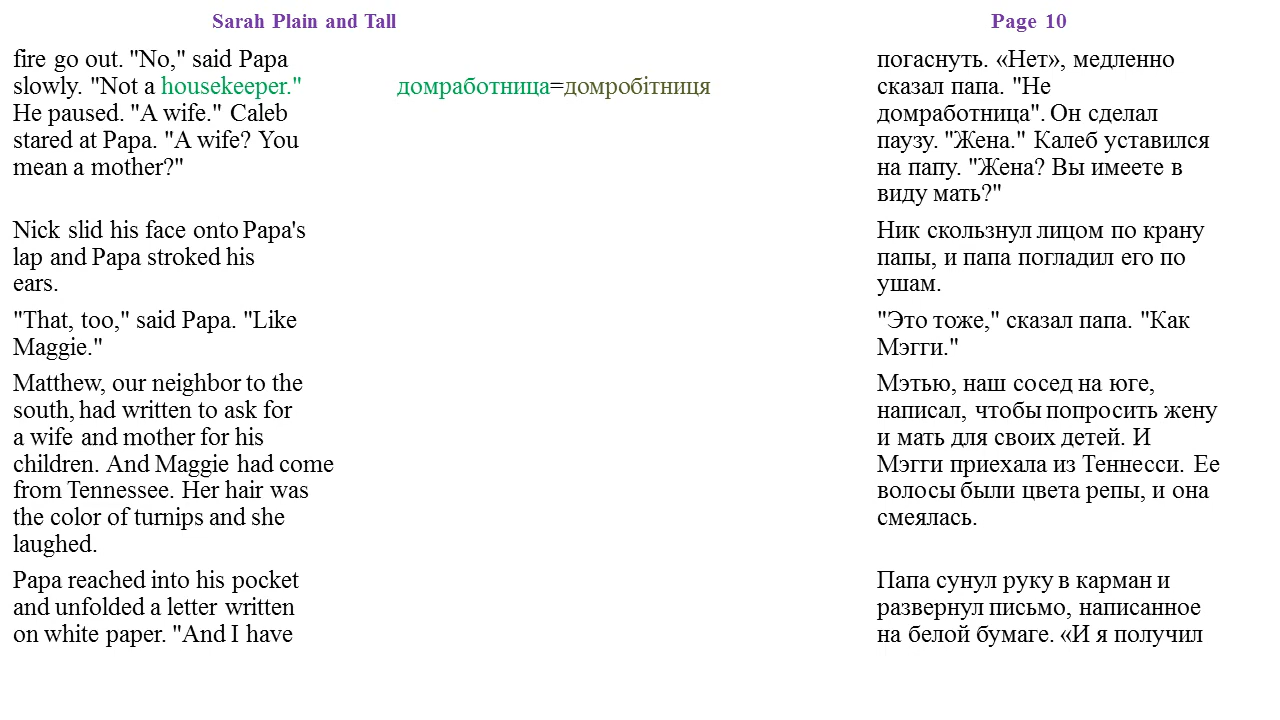 Sarah Plain and Tall
Page 10
fire go out. "No," said Papa
slowly. "Not a housekeeper."
He paused. "A wife." Caleb
stared at Papa. "A wife? You
mean a mother?"
Nick slid his face onto Papa's
lap and Papa stroked his
ears.
"That, too," said Papa. "Like
Maggie."
Matthew, our neighbor to the
south, had written to ask for
a wife and mother for his
children. And Maggie had come
from Tennessee. Her hair was
the color of turnips and she
laughed.
Papa reached into his pocket
and unfolded a letter written
on white paper. "And I have
домработница=домробітниця
погаснуть. «Нет», медленно
сказал папа. "Не
домработница". Он сделал
паузу. "Жена." Калеб уставился
на папу. "Жена? Вы имеете в
виду мать?"
Ник скользнул лицом по крану
папы, и папа погладил его по
ушам.
"Это тоже," сказал папа. "Как
Мэгги."
Мэтью, наш сосед на юге,
написал, чтобы попросить жену
и мать для своих детей. И
Мэгги приехала из Теннесси. Ее
волосы были цвета репы, и она
смеялась.
Папа сунул руку в карман и
развернул письмо, написанное
на белой бумаге. «И я получил